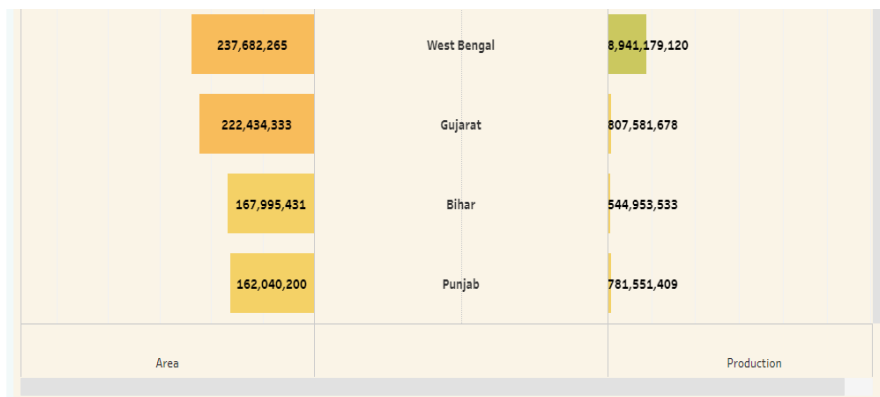 237,682,265 West Bengal 8,941,179,120
222,434,333 Gujarat 807,581,678
167,995,431 Bihar 544,953,533
162,040,200 Punjab 781,551,409
Area Production